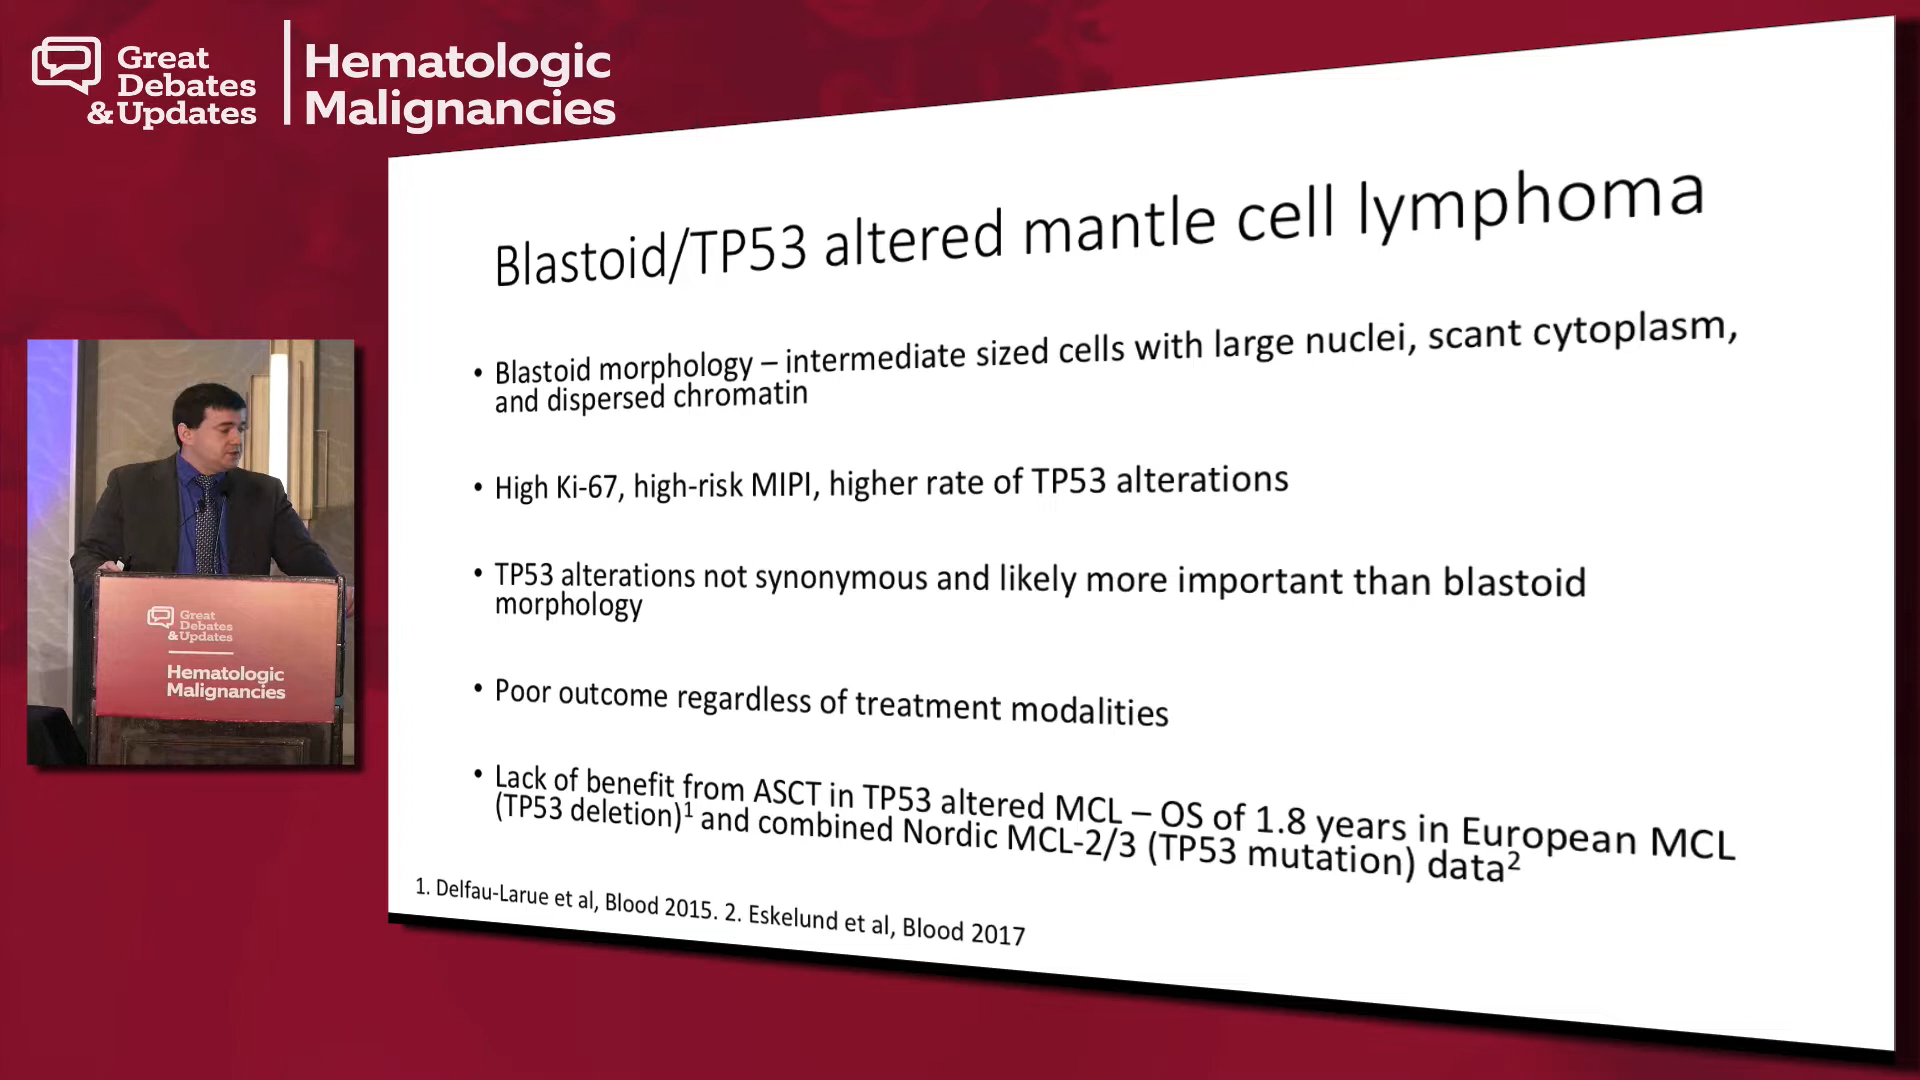 Great
Debates
&Updates
Hematologic
Malignancies
Blastoid/TP53 altered mantle cell lymphoma
• Blastoid morphology – intermediate sized cells with large nuclei, scant cytoplasm,
and dispersed chromatin
• High Ki-67, high-risk MIPI, higher rate of TP53 alterations
• TP53 alterations not synonymous and likely more important than blastoid
morphology
• Poor outcome regardless of treatment modalities
• Lack of benefit from ASCT in TP53 altered MCL – OS of 1.8 years in European MCL
(TP53 deletion)¹ and combined Nordic MCL-2/3 (TP53 mutation) data²
1. Delfau-Larue et al, Blood 2015. 2. Eskelund et al, Blood 2017
Great
Debates
&Updates
Hematologic
Malignancies